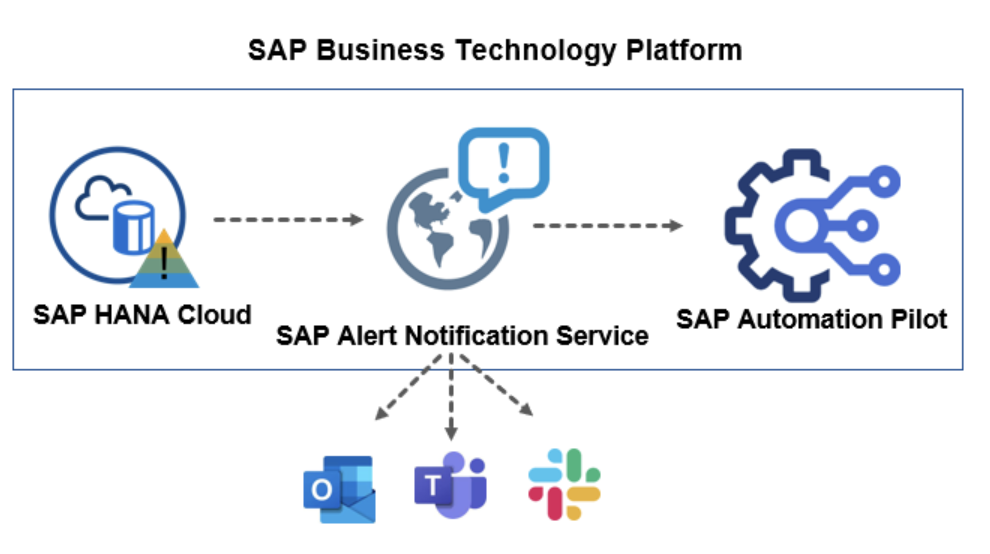 SAP Business Technology Platform
!
!
SAP HANA Cloud
SAP Alert Notification Service
SAP Automation Pilot
O
T